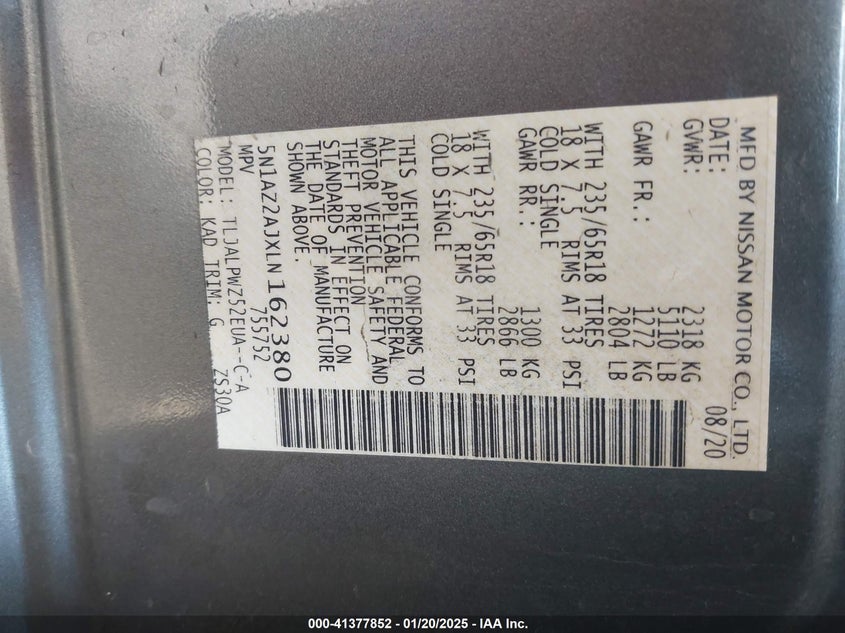 MFD BY NISSAN MOTOR CO., LTD.
DATE: 08/20
GVWR: 2318 KG
5110 LB
GAWR FR.: 1272 KG
2804 LB
WITH 235/65R18 TIRES
18 X 7.5 RIMS AT 33 PSI
COLD SINGLE
GAWR RR.: 1300 KG
2866 LB
WITH 235/65R18 TIRES
18 X 7.5 RIMS AT 33 PSI
COLD SINGLE
THIS VEHICLE CONFORMS TO
ALL APPLICABLE FEDERAL
MOTOR VEHICLE SAFETY AND
THEFT PREVENTION
STANDARDS IN EFFECT ON
THE DATE OF MANUFACTURE
SHOWN ABOVE.
5N1AZ2AJXLN162380
MPV 755752
MODEL: TLJALPWZ52EUA--C-A
COLOR: KAD TRIM: G ZS30A
000-41377852 - 01/20/2025 - IAA Inc.